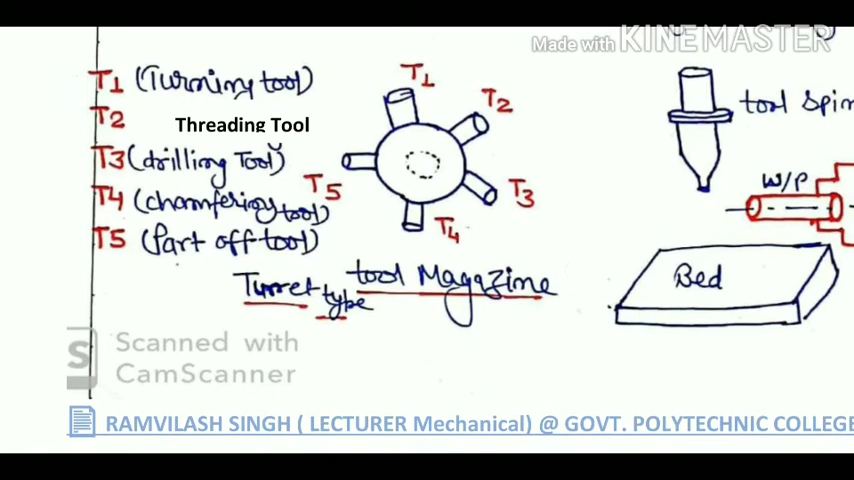 Made with KINEMASTER
T1 (Turning tool)
T2 Threading Tool
T3 (drilling Tool)
T4 (chamfering tool)
T5 (Part off tool)
T1
T2
T3
T4
T5
Turret type tool Magazine
tool Spin
W/P
Bed
S Scanned with
CamScanner
RAMVILASH SINGH ( LECTURER Mechanical) @ GOVT. POLYTECHNIC COLLEGE